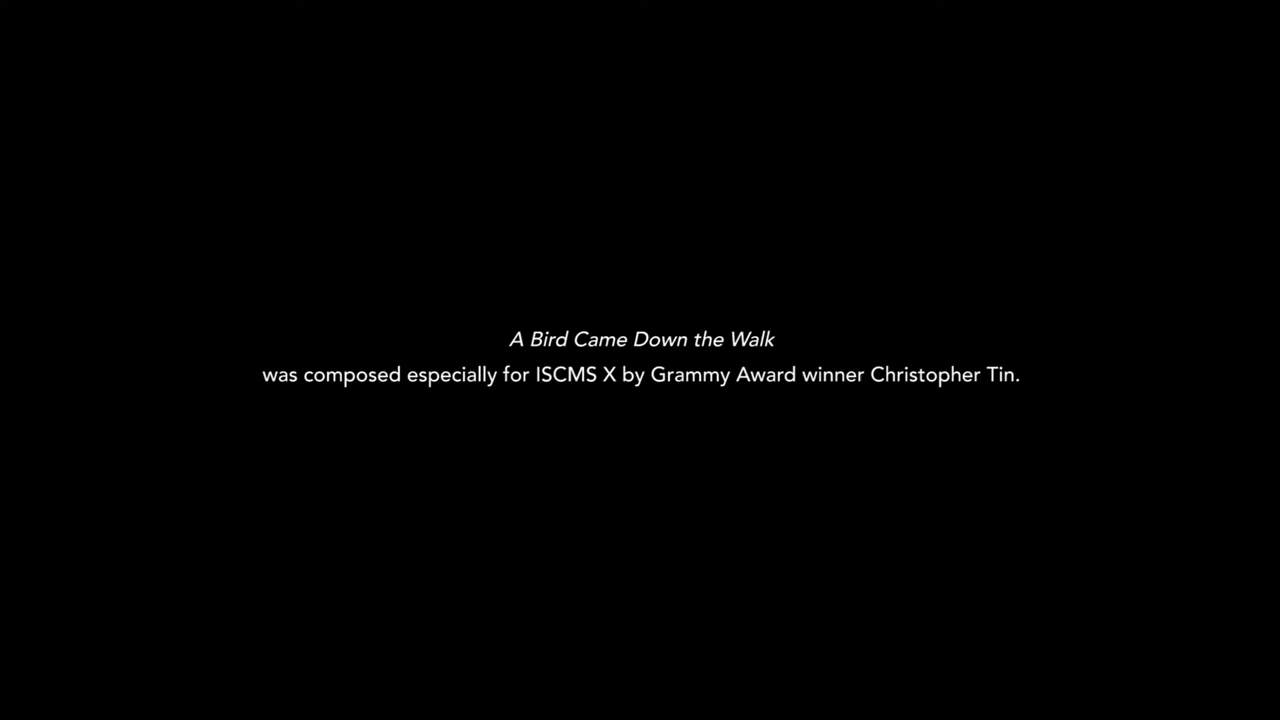 A Bird Came Down the Walk
was composed especially for ISCMS X by Grammy Award winner Christopher Tin.